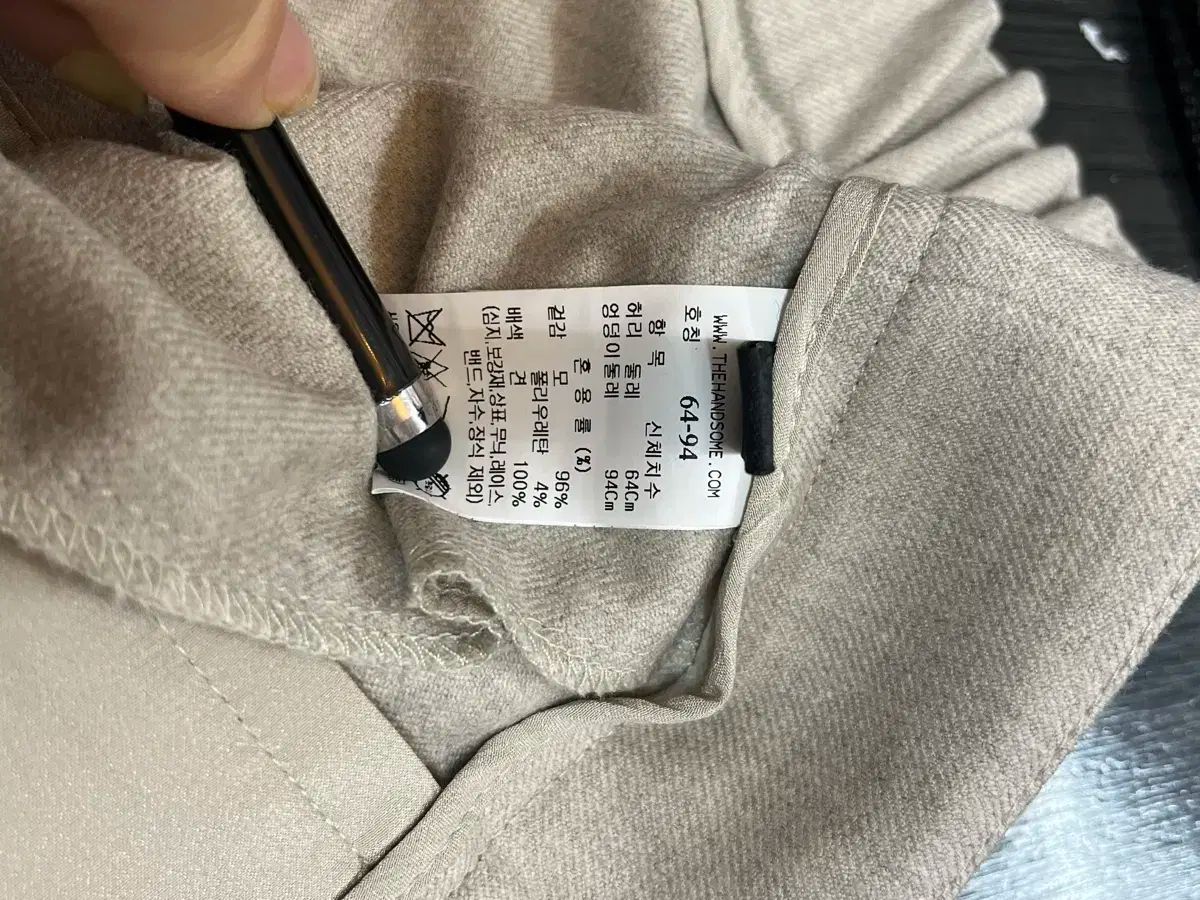 WWW.THEHANDSOME.COM
호칭 64-94
항 목 신체치수
허리 둘레 64Cm
엉덩이둘레 94Cm
혼 용 률 (%)
겉감 모 96%
폴리우레탄 4%
배색 견 100%
(심지,보강재,상표,무늬,레이스,
밴드,자수,장식 제외)